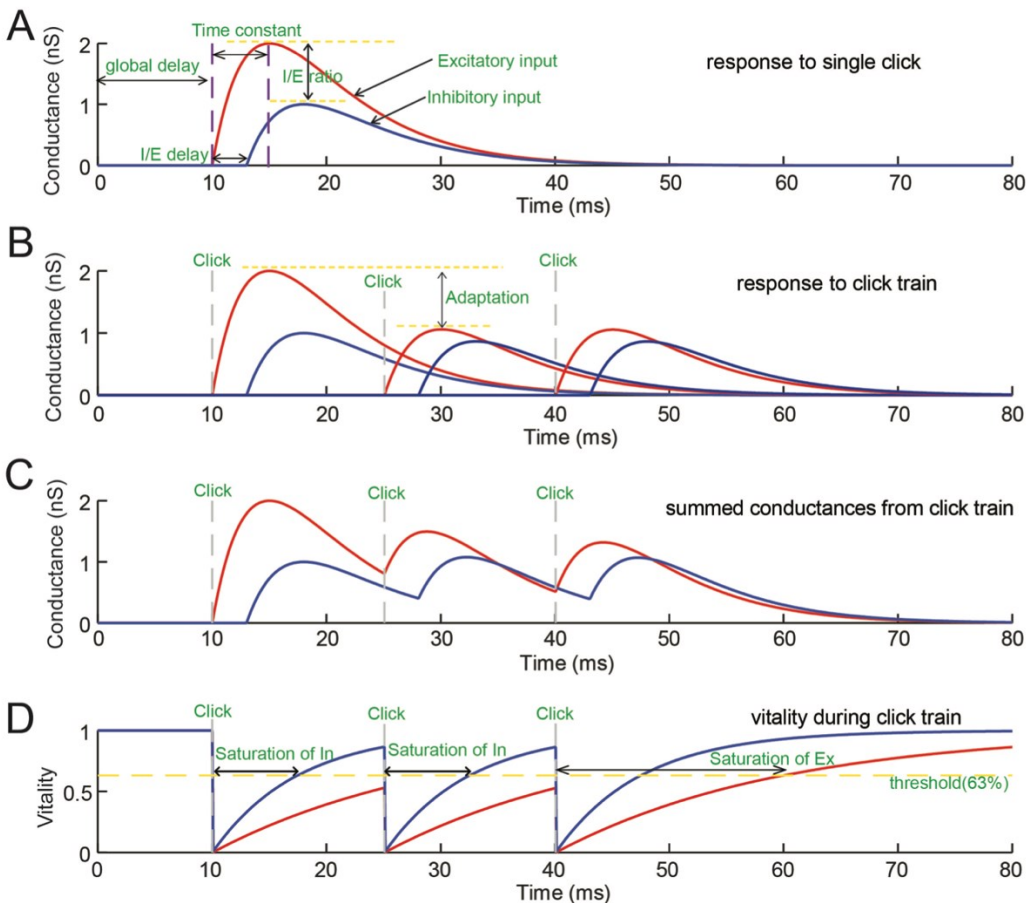 A
Time constant
global delay
I/E ratio
Excitatory input
Inhibitory input
response to single click
I/E delay
Conductance (nS)
2
1
0
0 10 20 30 40 50 60 70 80
Time (ms)
B
Click
Click
Click
Adaptation
response to click train
Conductance (nS)
2
1
0
0 10 20 30 40 50 60 70 80
Time (ms)
C
Click
Click
Click
summed conductances from click train
Conductance (nS)
2
1
0
0 10 20 30 40 50 60 70 80
Time (ms)
D
Click
Click
Click
vitality during click train
Saturation of In
Saturation of In
Saturation of Ex
threshold(63%)
Vitality
1
0.5
0
0 10 20 30 40 50 60 70 80
Time (ms)